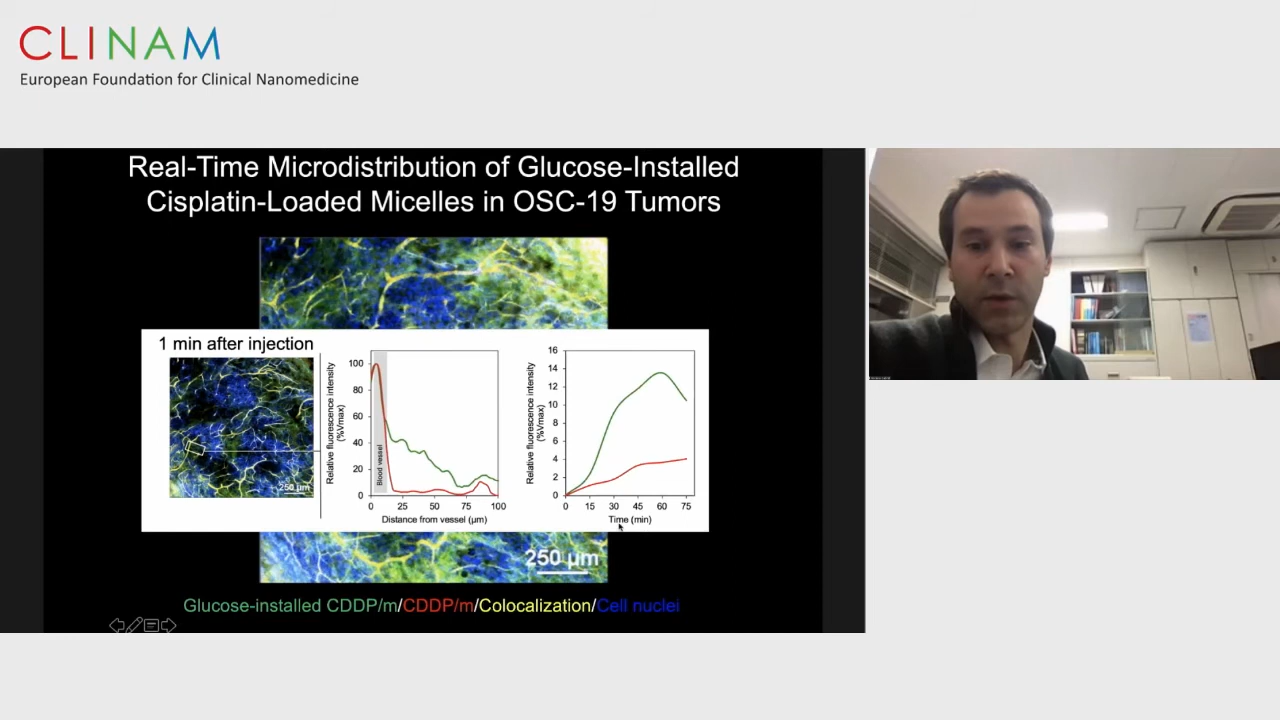 CLINAM
European Foundation for Clinical Nanomedicine
Real-Time Microdistribution of Glucose-Installed
Cisplatin-Loaded Micelles in OSC-19 Tumors
1 min after injection
250 µm
Relative fluorescence intensity
(%Vmax)
100
80
60
40
20
0
Blood vessel
0 25 50 75 100
Distance from vessel (µm)
Relative fluorescence intensity
(%Vmax)
16
14
12
10
8
6
4
2
0
0 15 30 45 60 75
Time (min)
250 µm
Glucose-installed CDDP/m/CDDP/m/Colocalization/Cell nuclei